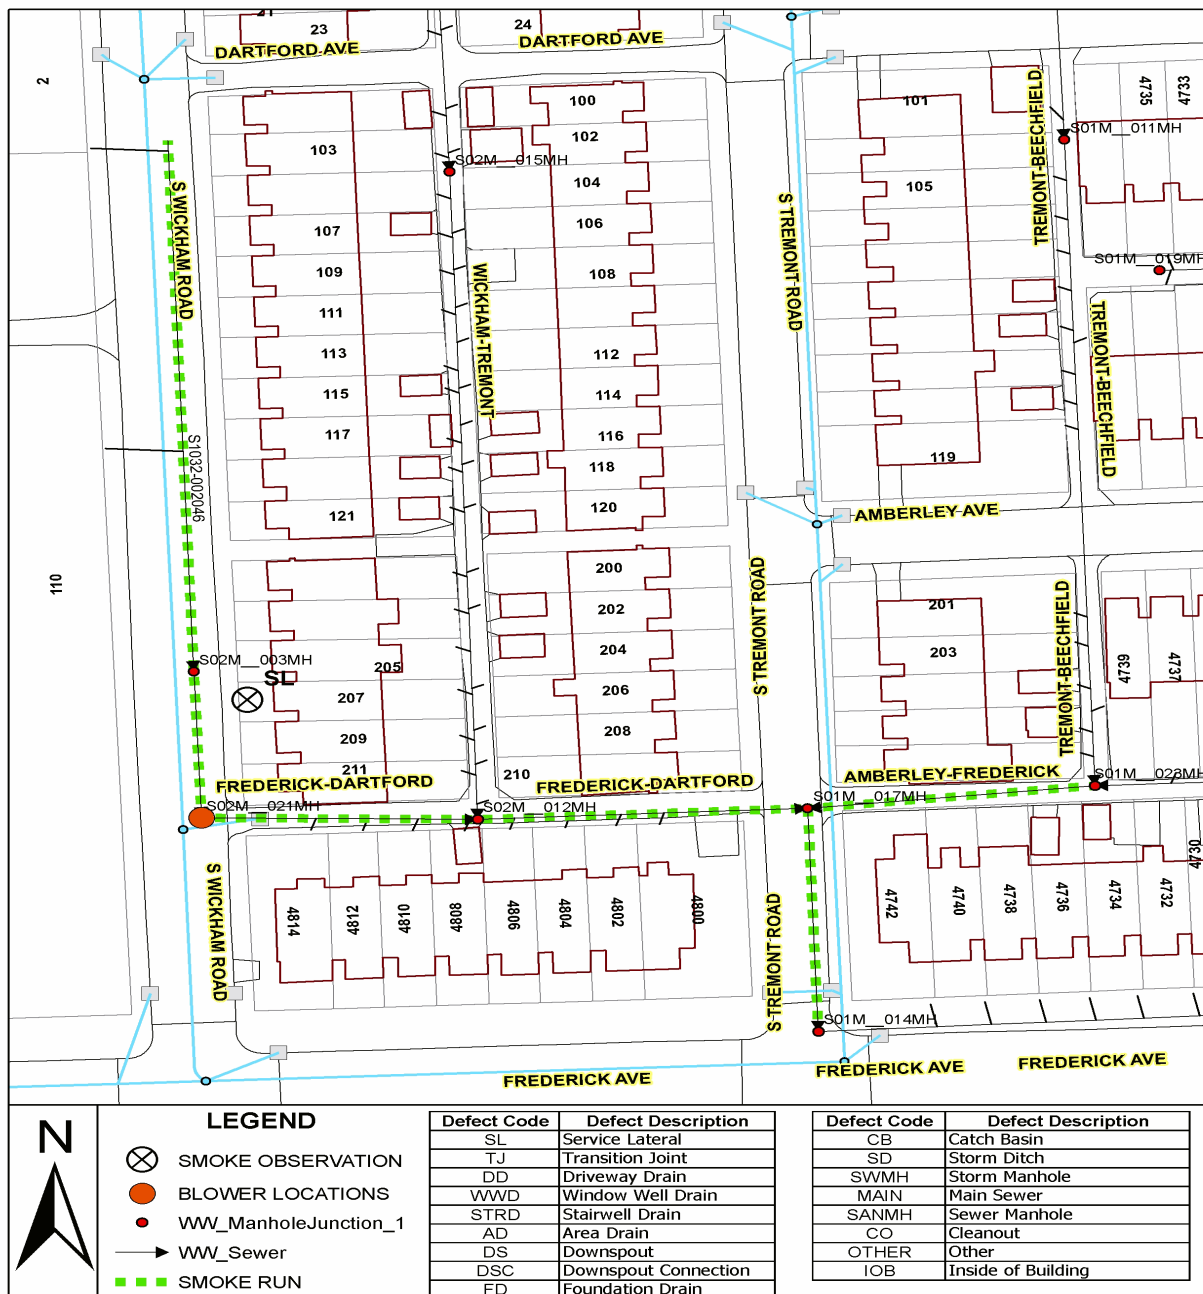 21
23
24
DARTFORD AVE
DARTFORD AVE
2
100
101
4735
4733
102
103
S01M__011MH
S02M__015MH
104
105
TREMONT-BEECHFIELD
S WICKHAM ROAD
S TREMONT ROAD
106
107
S01M__019MH
108
109
WICKHAM-TREMONT
111
112
113
TREMONT-BEECHFIELD
114
115
116
117
118
119
S1032-002046
120
121
AMBERLEY AVE
110
200
201
202
203
204
205
S02M__003MH
SL
S TREMONT ROAD
TREMONT-BEECHFIELD
4739
4737
206
207
208
209
210
211
FREDERICK-DARTFORD
FREDERICK-DARTFORD
AMBERLEY-FREDERICK
S01M__023MH
S02M__021MH
S02M__012MH
S01M__017MH
S WICKHAM ROAD
4814
4812
4810
4808
4806
4804
4802
4800
S TREMONT ROAD
4742
4740
4738
4736
4734
4732
4730
S01M__014MH
FREDERICK AVE
FREDERICK AVE
FREDERICK AVE
N
LEGEND
SMOKE OBSERVATION
BLOWER LOCATIONS
WW_ManholeJunction_1
WW_Sewer
SMOKE RUN
Defect Code Defect Description
SL Service Lateral
TJ Transition Joint
DD Driveway Drain
WWD Window Well Drain
STRD Stairwell Drain
AD Area Drain
DS Downspout
DSC Downspout Connection
FD Foundation Drain
Defect Code Defect Description
CB Catch Basin
SD Storm Ditch
SWMH Storm Manhole
MAIN Main Sewer
SANMH Sewer Manhole
CO Cleanout
OTHER Other
IOB Inside of Building